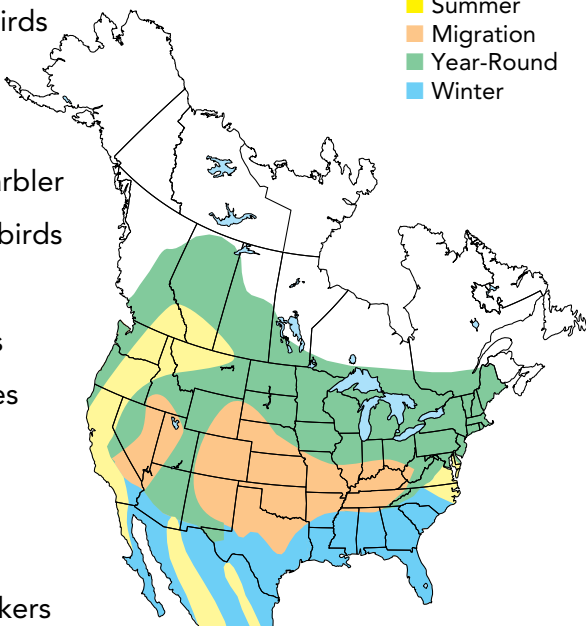 irds
Summer
Migration
Year-Round
Winter
arbler
birds
s
es
kers